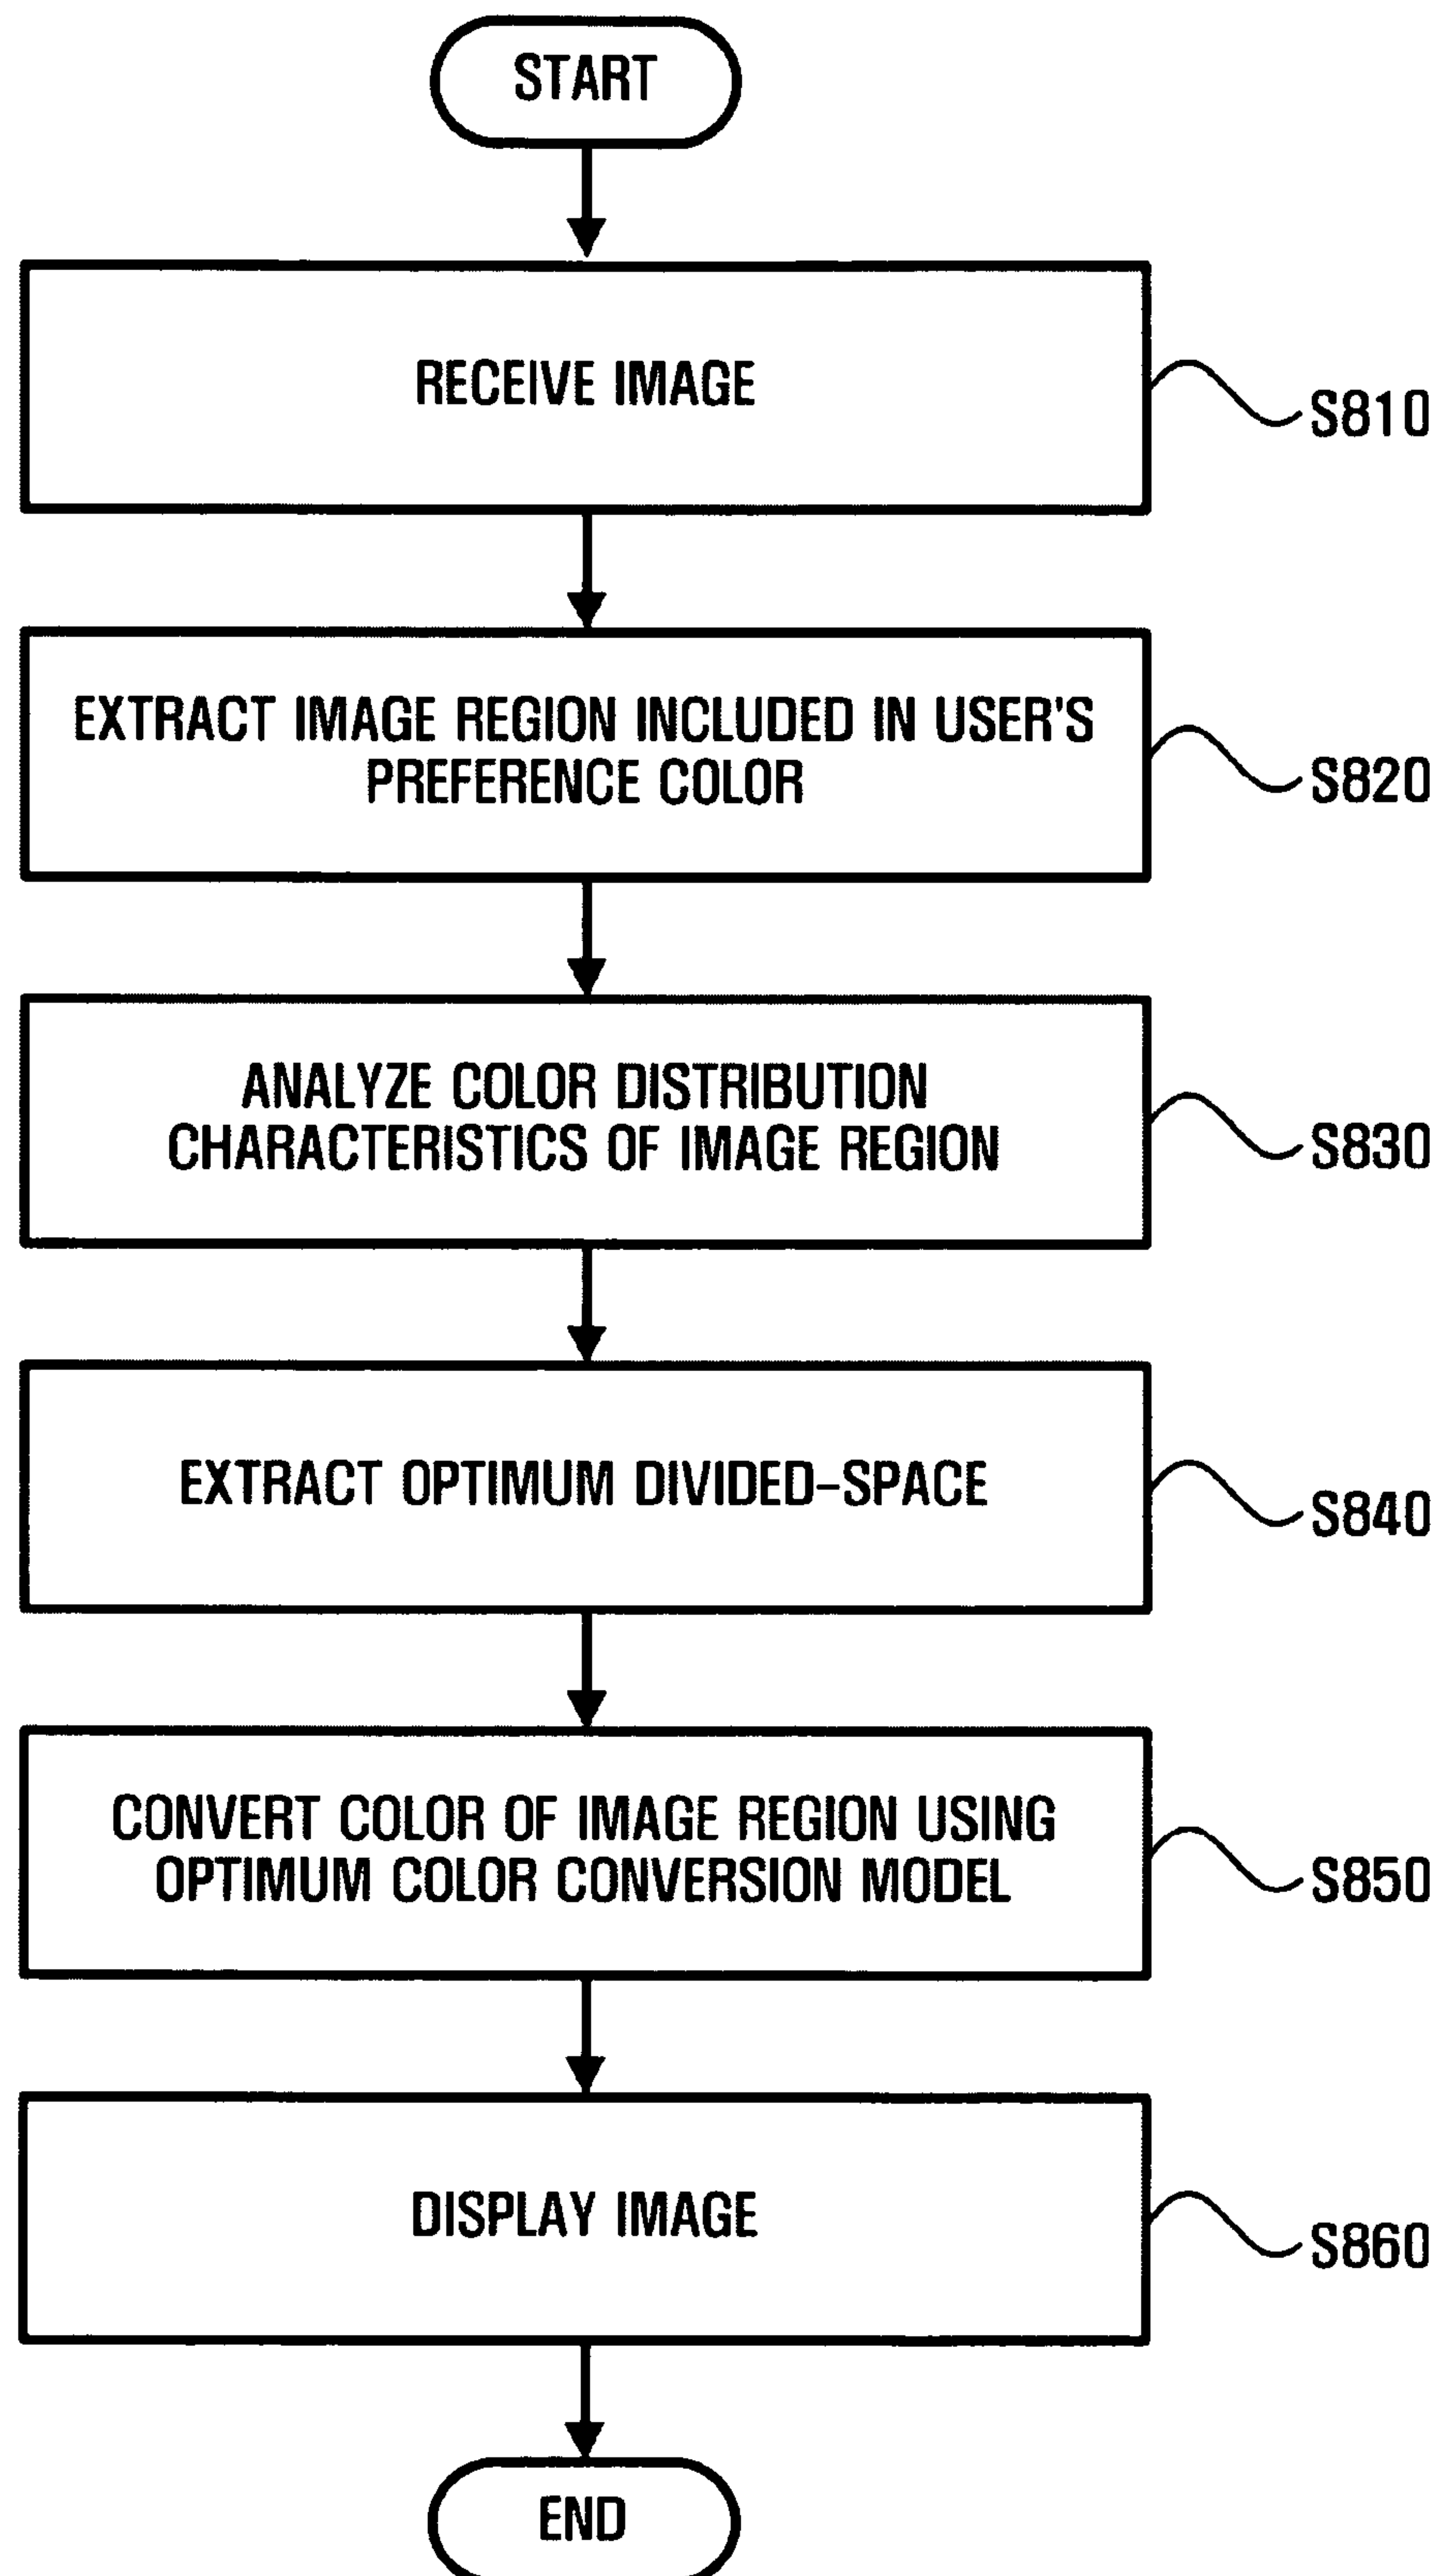 START
RECEIVE IMAGE
S810
EXTRACT IMAGE REGION INCLUDED IN USER'S
PREFERENCE COLOR
S820
ANALYZE COLOR DISTRIBUTION
CHARACTERISTICS OF IMAGE REGION
S830
EXTRACT OPTIMUM DIVIDED-SPACE
S840
CONVERT COLOR OF IMAGE REGION USING
OPTIMUM COLOR CONVERSION MODEL
S850
DISPLAY IMAGE
S860
END